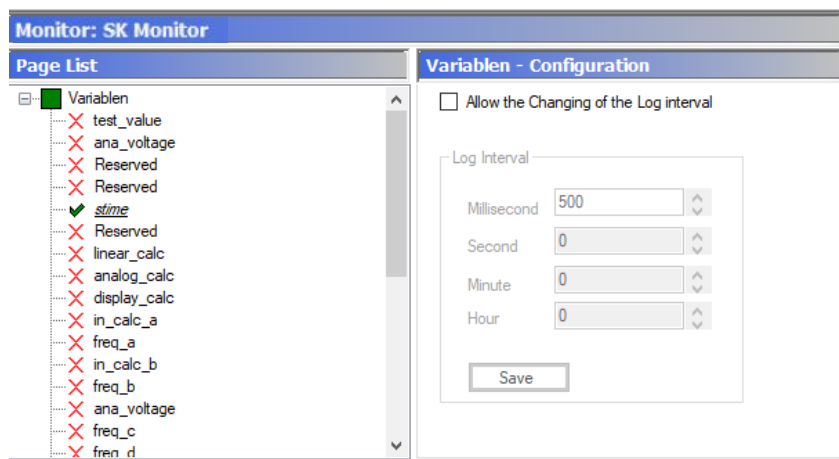 Monitor: SK Monitor
Page List
Variablen
test_value
ana_voltage
Reserved
Reserved
stime
Reserved
linear_calc
analog_calc
display_calc
in_calc_a
freq_a
in_calc_b
freq_b
ana_voltage
freq_c
freq_d
Variablen - Configuration
Allow the Changing of the Log interval
Log Interval
Millisecond 500
Second 0
Minute 0
Hour 0
Save